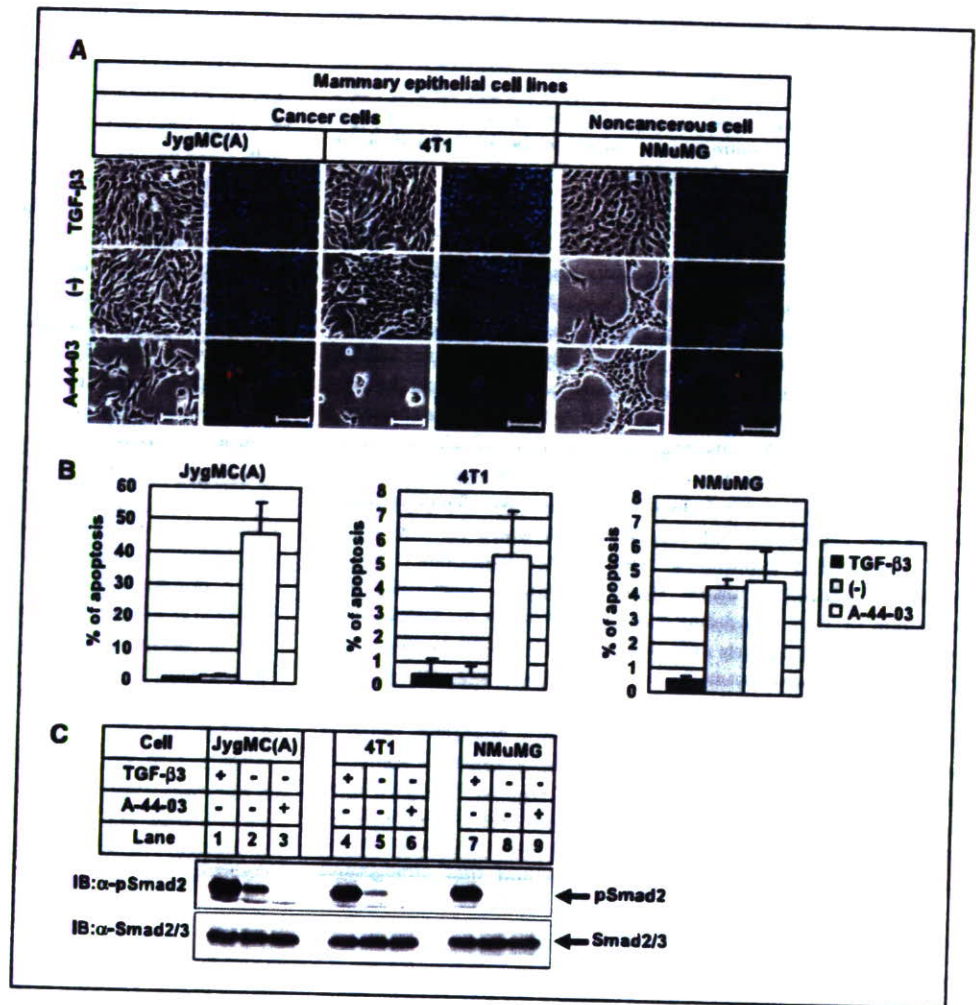 A
Mammary epithelial cell lines
Cancer cells
Noncancerous cell
JygMC(A)
4T1
NMuMG
TGF-β3
(-)
A-44-03
B
JygMC(A)
% of apoptosis
60
50
40
30
20
10
0
4T1
% of apoptosis
8
7
6
5
4
3
2
1
0
NMuMG
% of apoptosis
8
7
6
5
4
3
2
1
0
TGF-β3
(-)
A-44-03
C
Cell JygMC(A) 4T1 NMuMG
TGF-β3 + - - + - - + - -
A-44-03 - - + - - + - - +
Lane 1 2 3 4 5 6 7 8 9
IB:α-pSmad2
pSmad2
IB:α-Smad2/3
Smad2/3